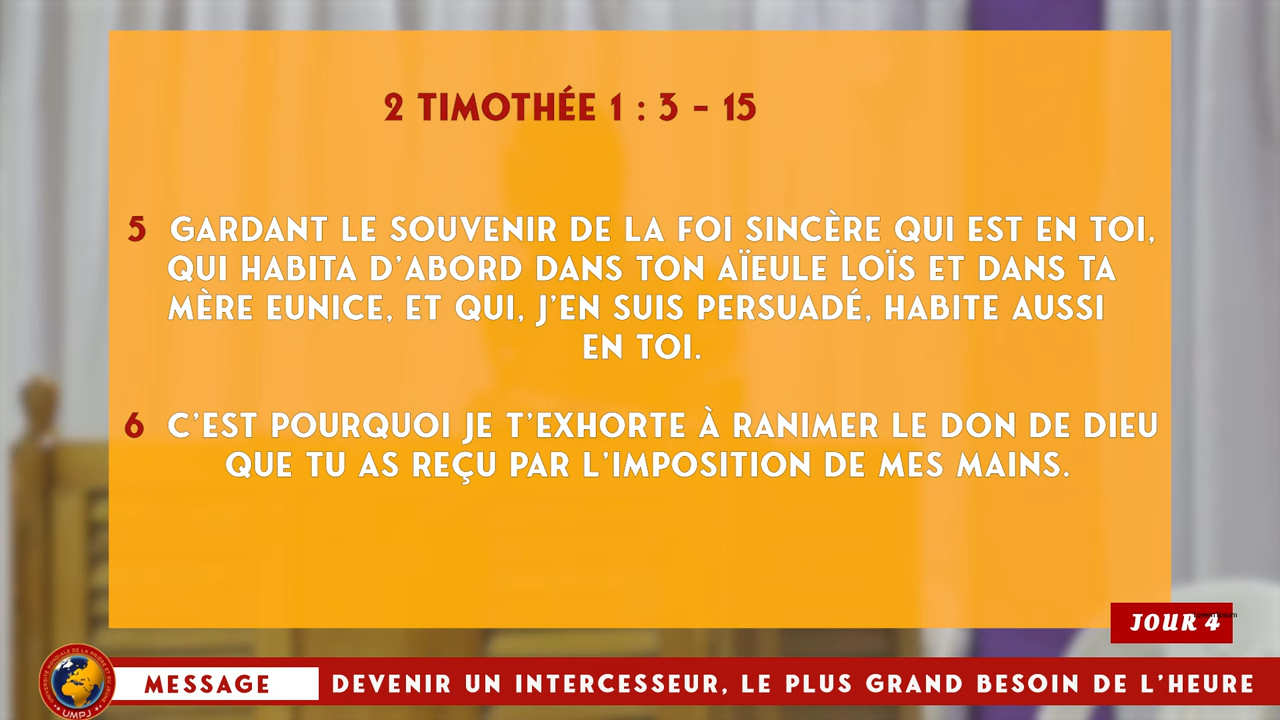 2 TIMOTHÉE 1 : 3 - 15
5 GARDANT LE SOUVENIR DE LA FOI SINCÈRE QUI EST EN TOI,
QUI HABITA D'ABORD DANS TON AÏEULE LOÏS ET DANS TA
MÈRE EUNICE, ET QUI, J'EN SUIS PERSUADÉ, HABITE AUSSI
EN TOI.
6 C'EST POURQUOI JE T'EXHORTE À RANIMER LE DON DE DIEU
QUE TU AS REÇU PAR L'IMPOSITION DE MES MAINS.
JOUR 4
MESSAGE
DEVENIR UN INTERCESSEUR, LE PLUS GRAND BESOIN DE L'HEURE
UMPJ